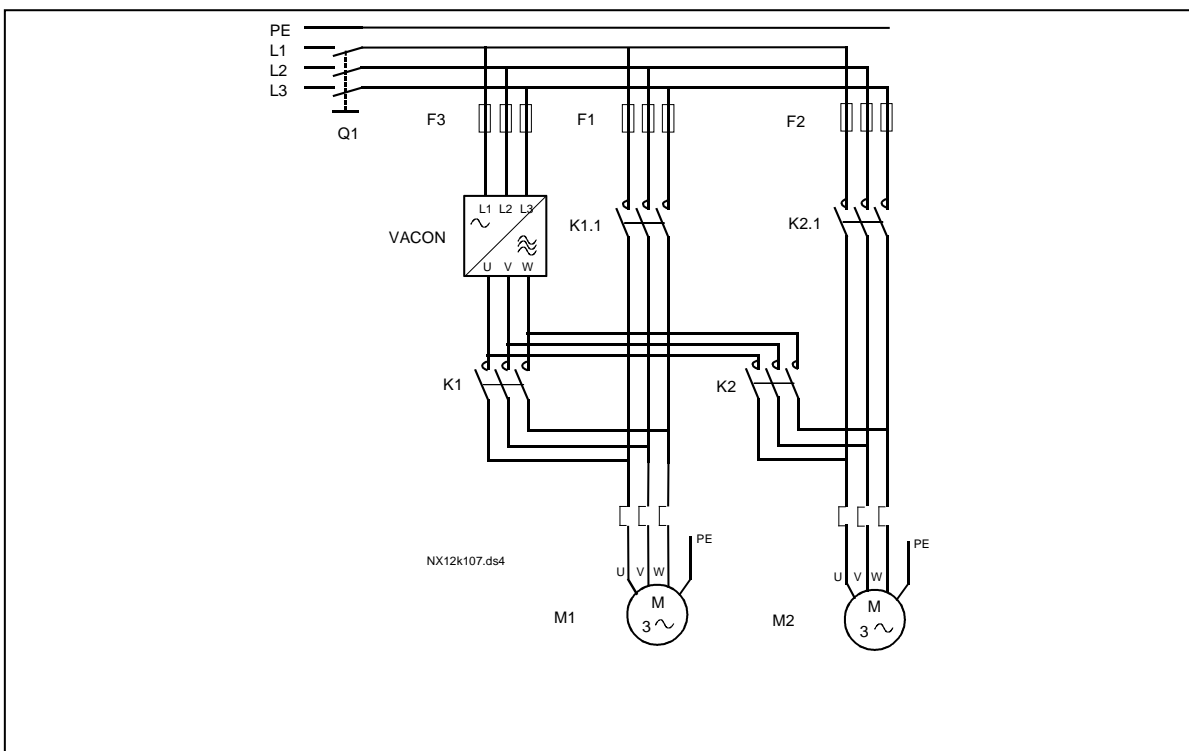 PE
L1
L2
L3
Q1
F3
F1
F2
L1 L2 L3
VACON
U V W
K1.1
K2.1
K1
K2
NX12k107.ds4
PE
PE
U V W
U V W
M1
M
3
M2
M
3